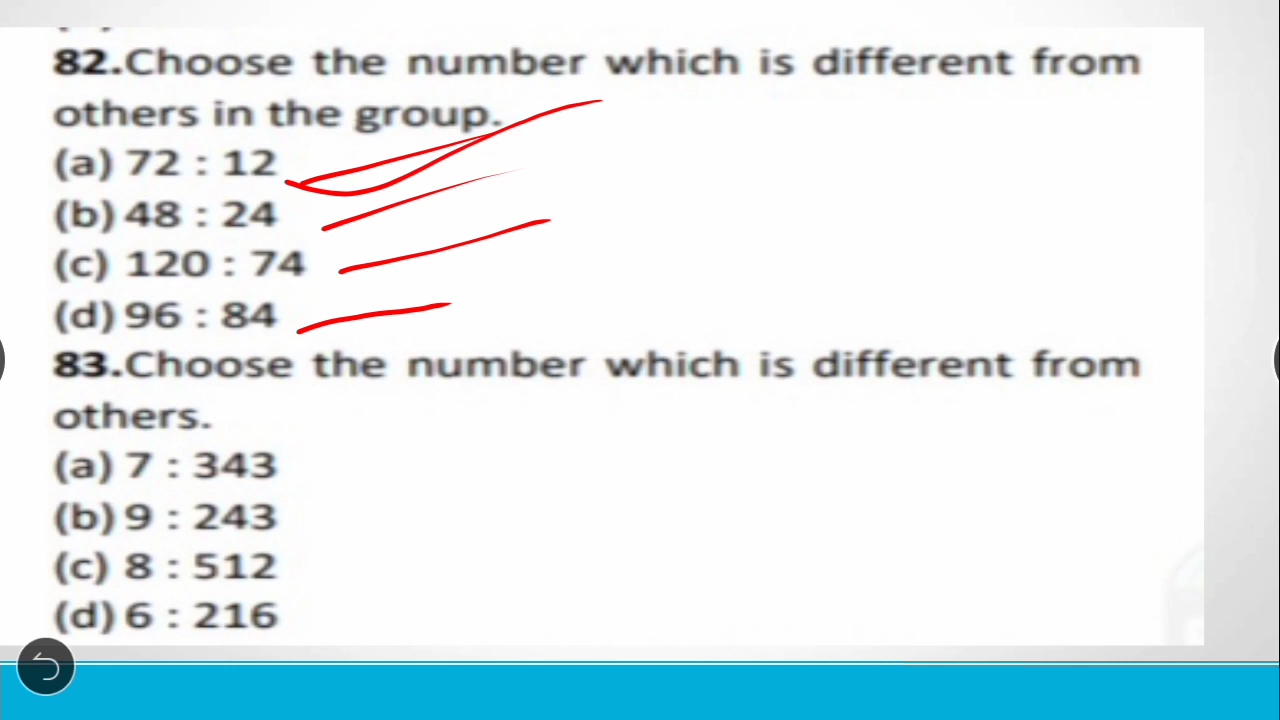 82.Choose the number which is different from
others in the group.
(a) 72 : 12
(b) 48 : 24
(c) 120 : 74
(d) 96 : 84
83.Choose the number which is different from
others.
(a) 7 : 343
(b) 9 : 243
(c) 8 : 512
(d) 6 : 216